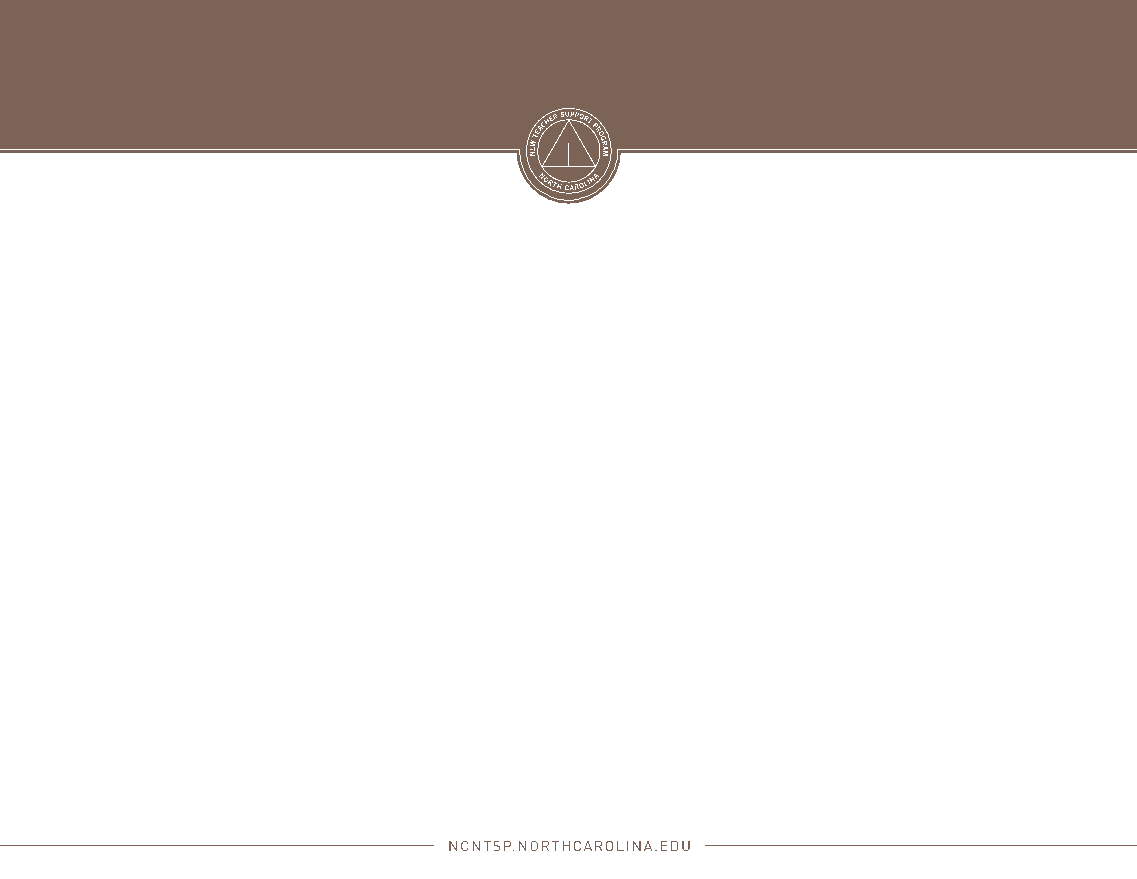 NEW TEACHER SUPPORT PROGRAM
NORTH CAROLINA
NCNTSP.NORTHCAROLINA.EDU